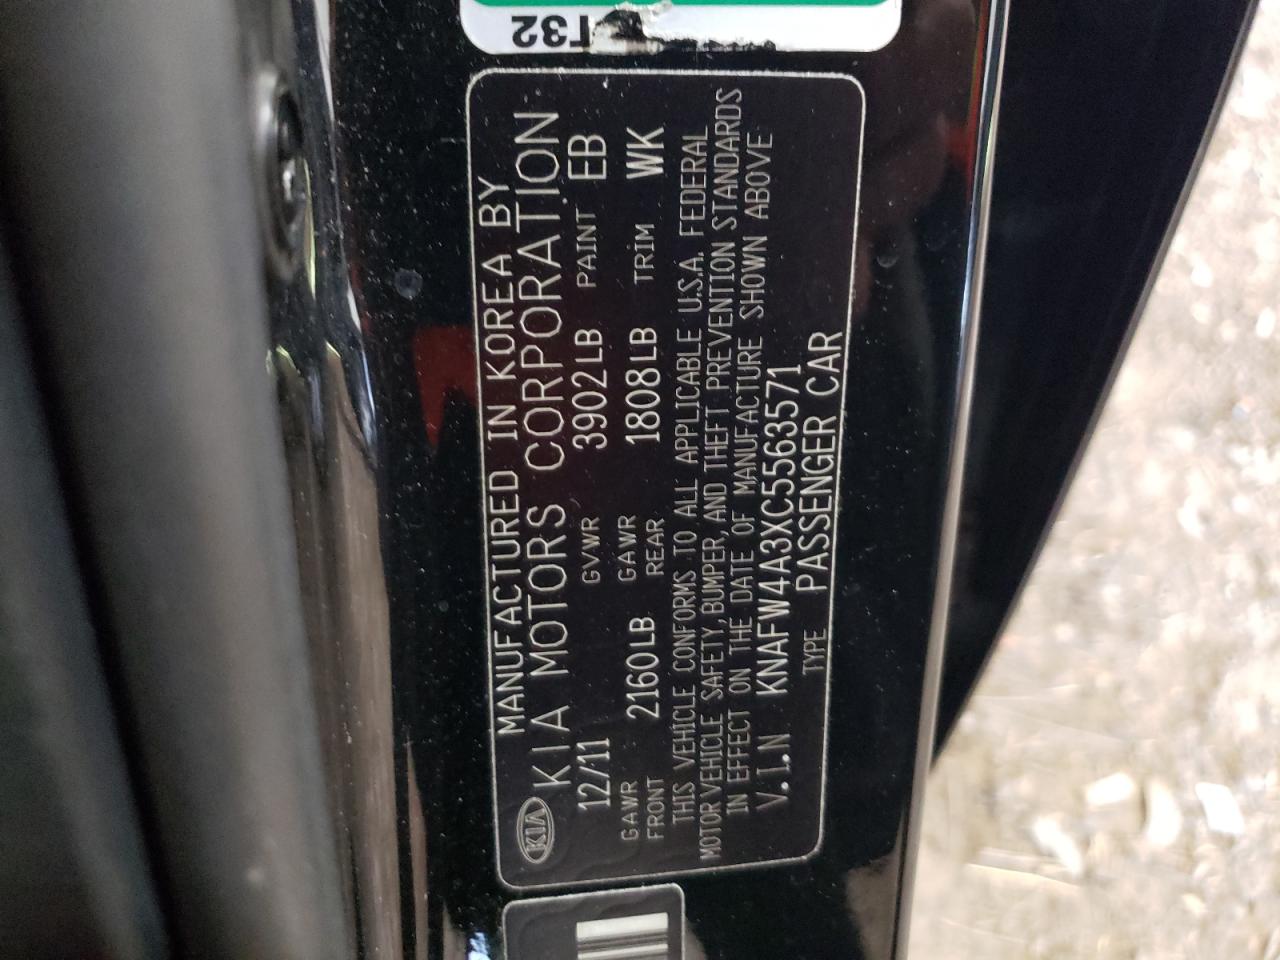 T32
MANUFACTURED IN KOREA BY
KIA KIA MOTORS CORPORATION
12/11 GVWR 3902LB PAINT EB
GAWR FRONT 2160LB GAWR REAR 1808LB TRIM WK
THIS VEHICLE CONFORMS TO ALL APPLICABLE U.S.A. FEDERAL
MOTOR VEHICLE SAFETY, BUMPER, AND THEFT PREVENTION STANDARDS
IN EFFECT ON THE DATE OF MANUFACTURE SHOWN ABOVE
V.I.N KNAFW4A3XC5563571
TYPE PASSENGER CAR